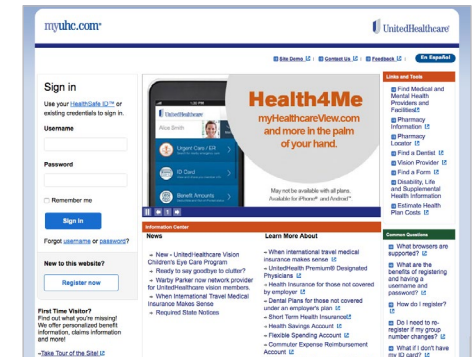 myuhc.com®
UnitedHealthcare®
Site Demo | Contact Us | Feedback |
En Español
Sign in
Use your HealthSafe ID™ or
existing credentials to sign in.
Username
Password
Remember me
Sign In
Forgot username or password?
New to this website?
Register now
First Time Visitor?
Find out what you're missing!
We offer personalized benefit
information, claims information
and more!
Take Tour of the Site!
1:20 PM
UnitedHealthcare
Alice Smith
Urgent Care / ER
ID Card
Benefit Amounts
Health4Me
myHealthcareView.com
and more in the palm
of your hand.
May not be available with all plans.
Available for iPhone® and Android™.
1
Information Center
News
New - UnitedHealthcare Vision
Children's Eye Care Program
Ready to say goodbye to clutter?
Warby Parker now network provider
for UnitedHealthcare vision members.
When International Travel Medical
Insurance Makes Sense
Required State Notices
Learn More About
When international travel medical
insurance makes sense
UnitedHealth Premium® Designated
Physicians
Health Insurance for those not covered
by employer
Dental Plans for those not covered
under an employer's plan
Short Term Health Insurance
Health Savings Account
Flexible Spending Account
Commuter Expense Reimbursement
Account
Links and Tools
Find Medical and
Mental Health
Providers and
Facilities
Pharmacy
Information
Pharmacy
Locator
Find a Dentist
Vision Provider
Find a Form
Disability, Life
and Supplemental
Health Information
Estimate Health
Plan Costs
Common Questions
What browsers are
supported?
What are the
benefits of registering
and having a
username and
password?
How do I register?
Do I need to re-
register if my group
number changes?
What if I don't have
my ID card?